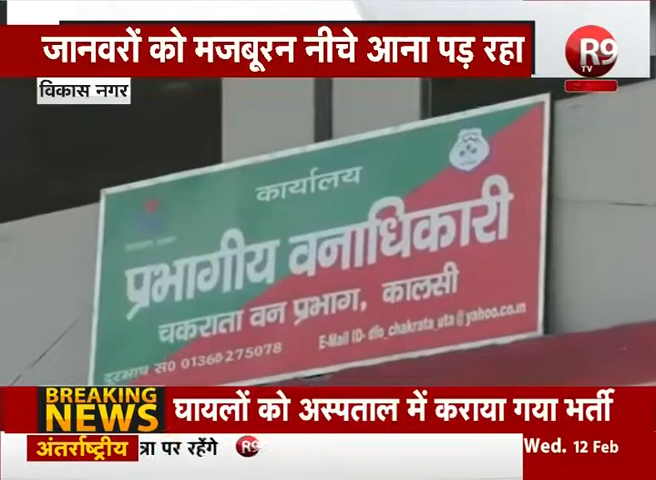 जानवरों को मजबूरन नीचे आना पड़ रहा
R9
TV
विकास नगर
कार्यालय
प्रभागीय वनाधिकारी
चकराता वन प्रभाग, कालसी
दूरभाष सं0 01360-275078
E-Mail ID- dfo_chakrata_uta@yahoo.co.in
BREAKING NEWS घायलों को अस्पताल में कराया गया भर्ती
अंतर्राष्ट्रीय त्रा पर रहेंगे R9 Wed. 12 Feb